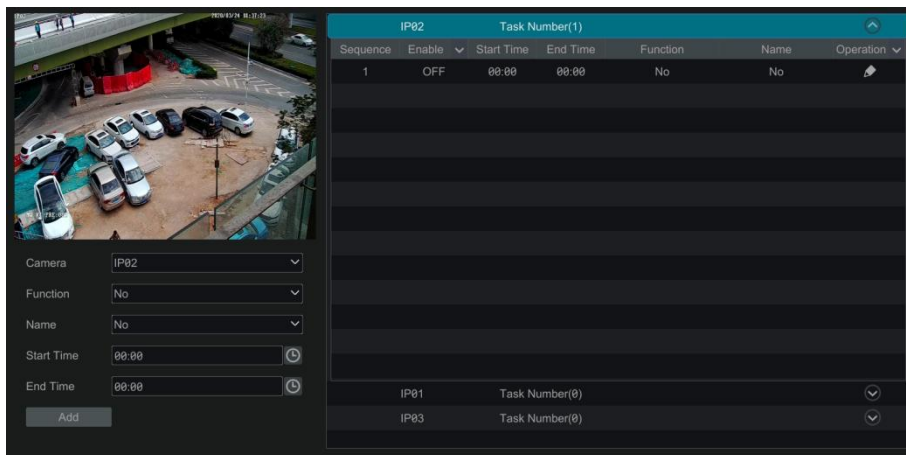 IP02 Task Number(1)
Sequence Enable Start Time End Time Function Name Operation
1 OFF 00:00 00:00 No No
Camera IP02
Function No
Name No
Start Time 00:00
End Time 00:00
Add
IP01 Task Number(0)
IP03 Task Number(0)